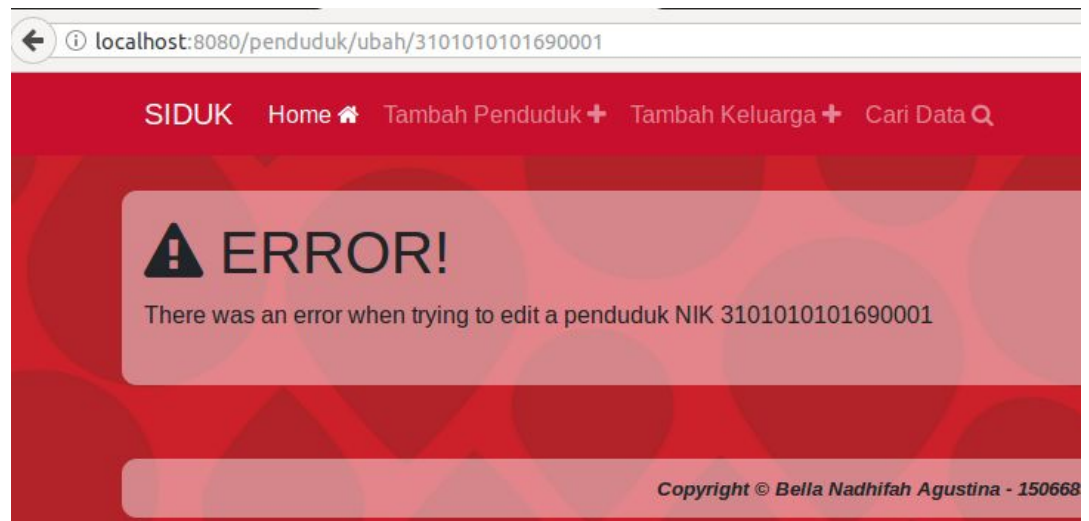 localhost:8080/penduduk/ubah/3101010101690001
SIDUK Home Tambah Penduduk Tambah Keluarga Cari Data
ERROR!
There was an error when trying to edit a penduduk NIK 3101010101690001
Copyright © Bella Nadhifah Agustina - 150668